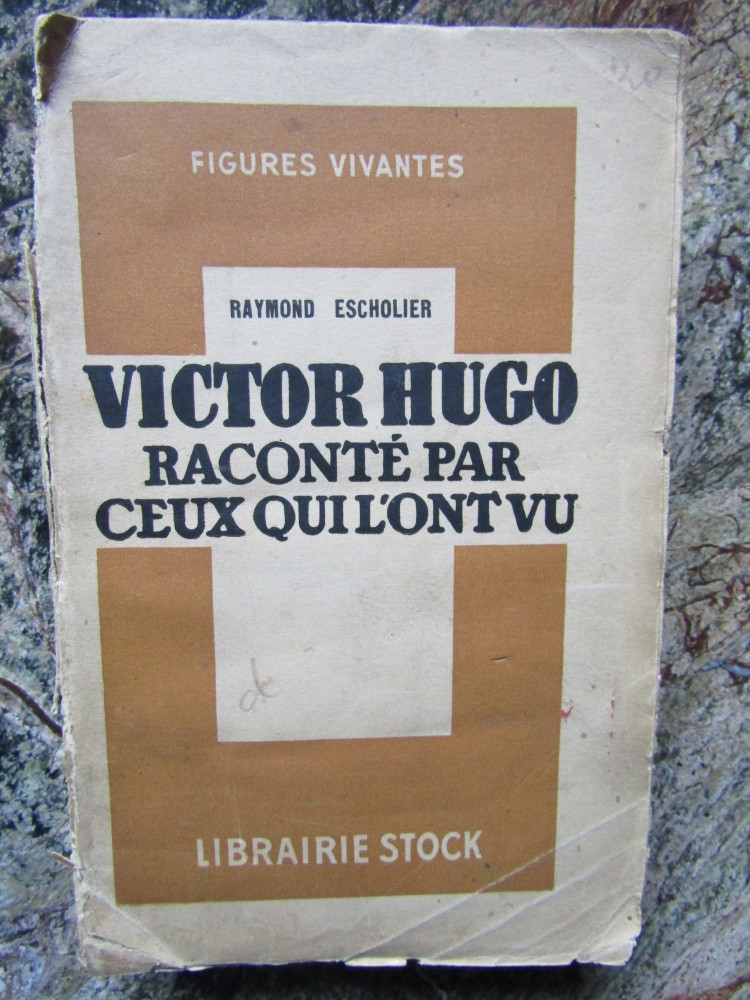 FIGURES VIVANTES
RAYMOND ESCHOLIER
VICTOR HUGO
RACONTÉ PAR
CEUX QUI L'ONT VU
LIBRAIRIE STOCK